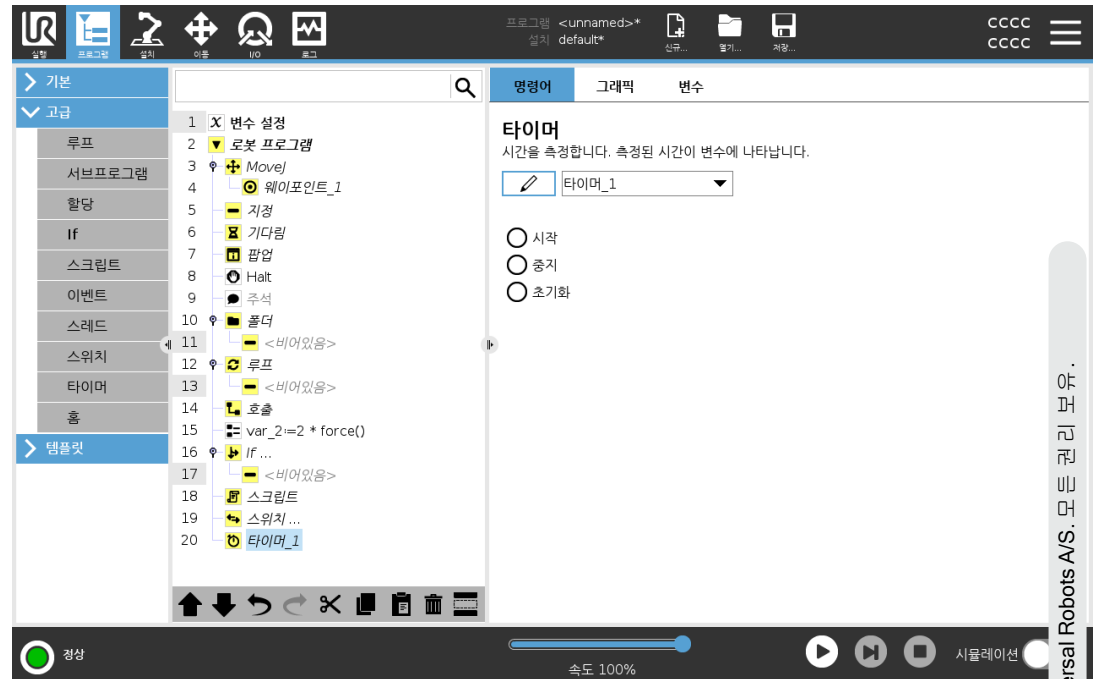 프로그램 <unnamed>*
설치 default*
cccc
cccc
실행 프로그램 설치 이동 I/O 로그
신규... 열기... 저장...
기본
고급
루프
서브프로그램
할당
If
스크립트
이벤트
스레드
스위치
타이머
홈
템플릿
1 X 변수 설정
2 로봇 프로그램
3 MoveJ
4 웨이포인트_1
5 지정
6 기다림
7 팝업
8 Halt
9 주석
10 폴더
11 <비어있음>
12 루프
13 <비어있음>
14 호출
15 var_2≔2 * force()
16 If ...
17 <비어있음>
18 스크립트
19 스위치 ...
20 타이머_1
명령어 그래픽 변수
타이머
시간을 측정합니다. 측정된 시간이 변수에 나타납니다.
타이머_1
시작
중지
초기화
정상
속도 100%
시뮬레이션
Robots A/S. 모든 권리 보유.